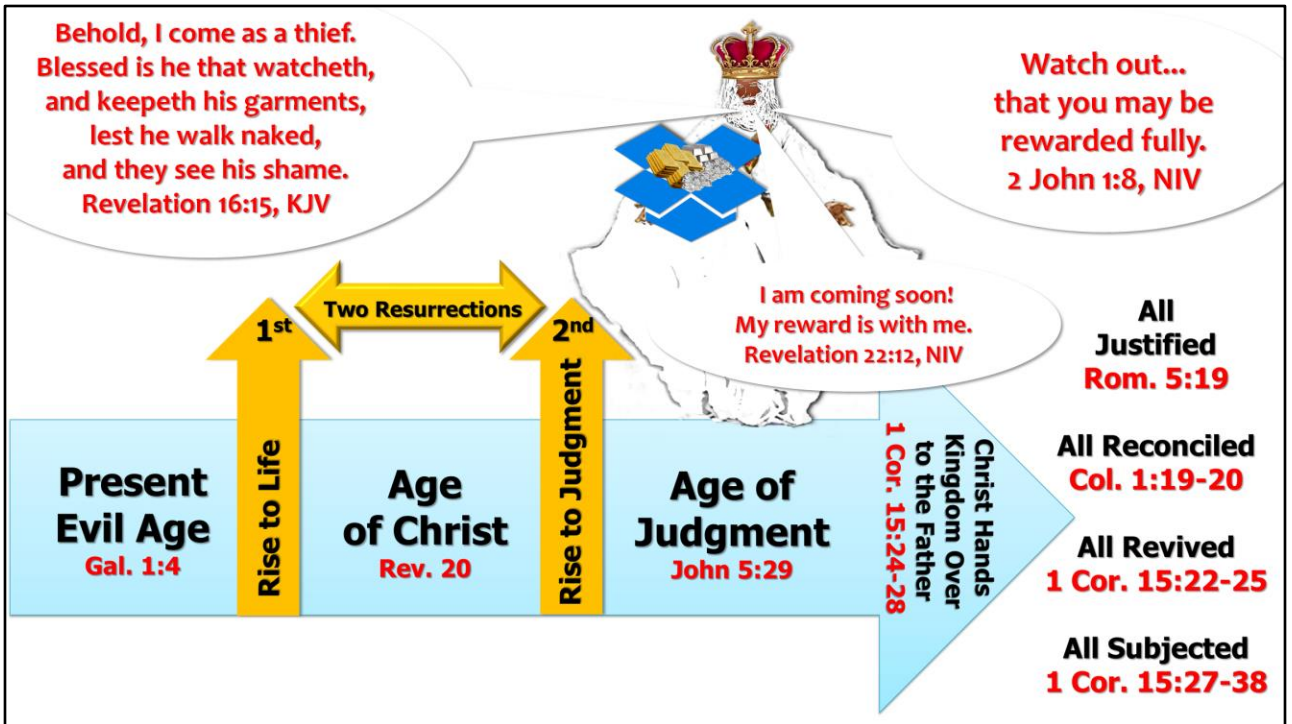 Behold, I come as a thief.
Blessed is he that watcheth,
and keepeth his garments,
lest he walk naked,
and they see his shame.
Revelation 16:15, KJV
Watch out...
that you may be
rewarded fully.
2 John 1:8, NIV
I am coming soon!
My reward is with me.
Revelation 22:12, NIV
Two Resurrections
1st
Rise to Life
2nd
Rise to Judgment
Present
Evil Age
Gal. 1:4
Age
of Christ
Rev. 20
Age of
Judgment
John 5:29
Christ Hands
Kingdom Over
to the Father
1 Cor. 15:24-28
All
Justified
Rom. 5:19
All Reconciled
Col. 1:19-20
All Revived
1 Cor. 15:22-25
All Subjected
1 Cor. 15:27-38